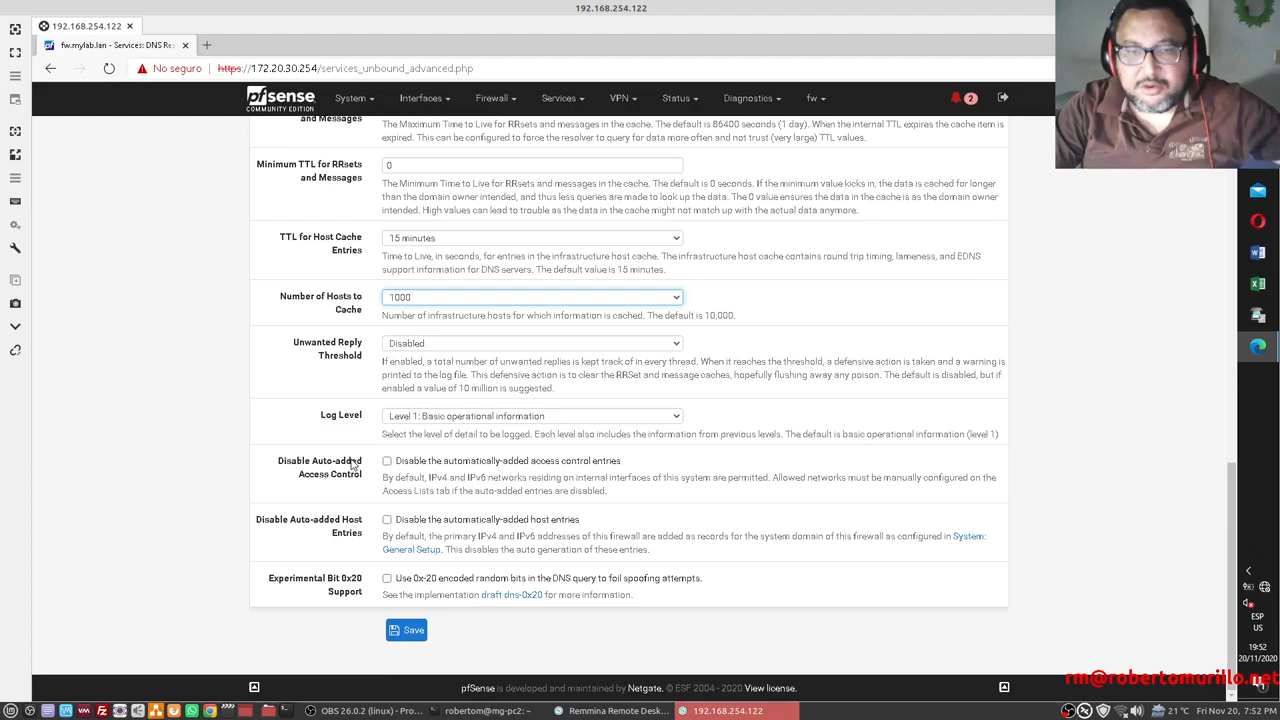 192.168.254.122
192.168.254.122
fw.mylab.lan - Services: DNS Re
No seguro
https://172.20.30.254/services_unbound_advanced.php
pfSense
COMMUNITY EDITION
System
Interfaces
Firewall
Services
VPN
Status
Diagnostics
fw
2
and Messages
The Maximum Time to Live for RRsets and messages in the cache. The default is 86400 seconds (1 day). When the internal TTL expires the cache item is
expired. This can be configured to force the resolver to query for data more often and not trust (very large) TTL values.
Minimum TTL for RRsets
and Messages
0
The Minimum Time to Live for RRsets and messages in the cache. The default is 0 seconds. If the minimum value kicks in, the data is cached for longer
than the domain owner intended, and thus less queries are made to look up the data. The 0 value ensures the data in the cache is as the domain owner
intended. High values can lead to trouble as the data in the cache might not match up with the actual data anymore.
TTL for Host Cache
Entries
15 minutes
Time to Live, in seconds, for entries in the infrastructure host cache. The infrastructure host cache contains round trip timing, lameness, and EDNS
support information for DNS servers. The default value is 15 minutes.
Number of Hosts to
Cache
1000
Number of infrastructure hosts for which information is cached. The default is 10,000.
Unwanted Reply
Threshold
Disabled
If enabled, a total number of unwanted replies is kept track of in every thread. When it reaches the threshold, a defensive action is taken and a warning is
printed to the log file. This defensive action is to clear the RRSet and message caches, hopefully flushing away any poison. The default is disabled, but if
enabled a value of 10 million is suggested.
Log Level
Level 1: Basic operational information
Select the level of detail to be logged. Each level also includes the information from previous levels. The default is basic operational information (level 1)
Disable Auto-added
Access Control
Disable the automatically-added access control entries
By default, IPv4 and IPv6 networks residing on internal interfaces of this system are permitted. Allowed networks must be manually configured on the
Access Lists tab if the auto-added entries are disabled.
Disable Auto-added Host
Entries
Disable the automatically-added host entries
By default, the primary IPv4 and IPv6 addresses of this firewall are added as records for the system domain of this firewall as configured in System:
General Setup. This disables the auto generation of these entries.
Experimental Bit 0x20
Support
Use 0x-20 encoded random bits in the DNS query to foil spoofing attempts.
See the implementation draft dns-0x20 for more information.
Save
pfSense is developed and maintained by Netgate. © ESF 2004 - 2020 View license.
ESP
US
19:52
20/11/2020
rm@robertomurillo.net
OBS 26.0.2 (linux) - Pro...
robertom@mg-pc2: ~
Remmina Remote Desk...
192.168.254.122
21 °C
Fri Nov 20, 7:52 PM